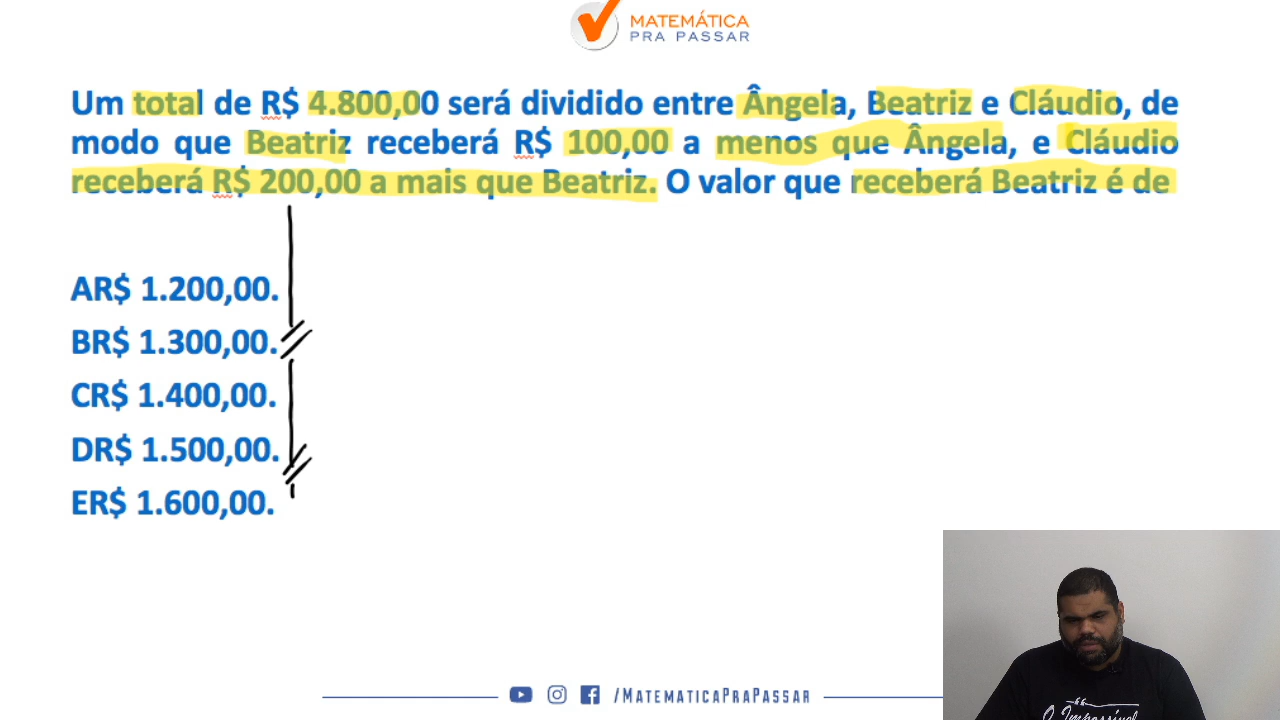 MATEMÁTICA
PRA PASSAR
Um total de R$ 4.800,00 será dividido entre Ângela, Beatriz e Cláudio, de
modo que Beatriz receberá R$ 100,00 a menos que Ângela, e Cláudio
receberá R$ 200,00 a mais que Beatriz. O valor que receberá Beatriz é de
AR$ 1.200,00.
BR$ 1.300,00.
CR$ 1.400,00.
DR$ 1.500,00.
ER$ 1.600,00.
/MATEMATICAPRAPASSAR
O Impossível